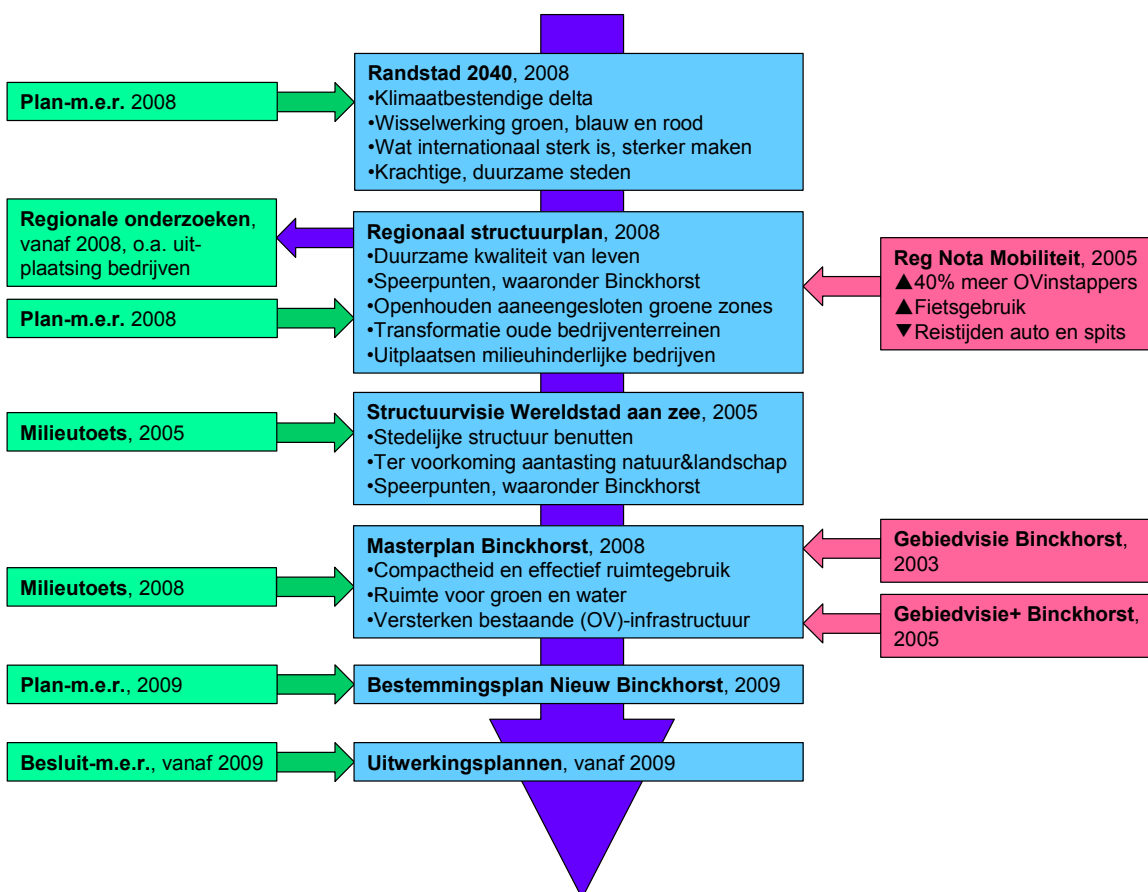 Plan-m.e.r. 2008
Randstad 2040, 2008
•Klimaatbestendige delta
•Wisselwerking groen, blauw en rood
•Wat internationaal sterk is, sterker maken
•Krachtige, duurzame steden
Regionale onderzoeken,
vanaf 2008, o.a. uit-
plaatsing bedrijven
Plan-m.e.r. 2008
Regionaal structuurplan, 2008
•Duurzame kwaliteit van leven
•Speerpunten, waaronder Binckhorst
•Openhouden aaneengesloten groene zones
•Transformatie oude bedrijventerreinen
•Uitplaatsen milieuhinderlijke bedrijven
Reg Nota Mobiliteit, 2005
▲40% meer OVinstappers
▲Fietsgebruik
▼Reistijden auto en spits
Milieutoets, 2005
Structuurvisie Wereldstad aan zee, 2005
•Stedelijke structuur benutten
•Ter voorkoming aantasting natuur&landschap
•Speerpunten, waaronder Binckhorst
Milieutoets, 2008
Masterplan Binckhorst, 2008
•Compactheid en effectief ruimtegebruik
•Ruimte voor groen en water
•Versterken bestaande (OV)-infrastructuur
Gebiedvisie Binckhorst,
2003
Gebiedvisie+ Binckhorst,
2005
Plan-m.e.r., 2009
Bestemmingsplan Nieuw Binckhorst, 2009
Besluit-m.e.r., vanaf 2009
Uitwerkingsplannen, vanaf 2009